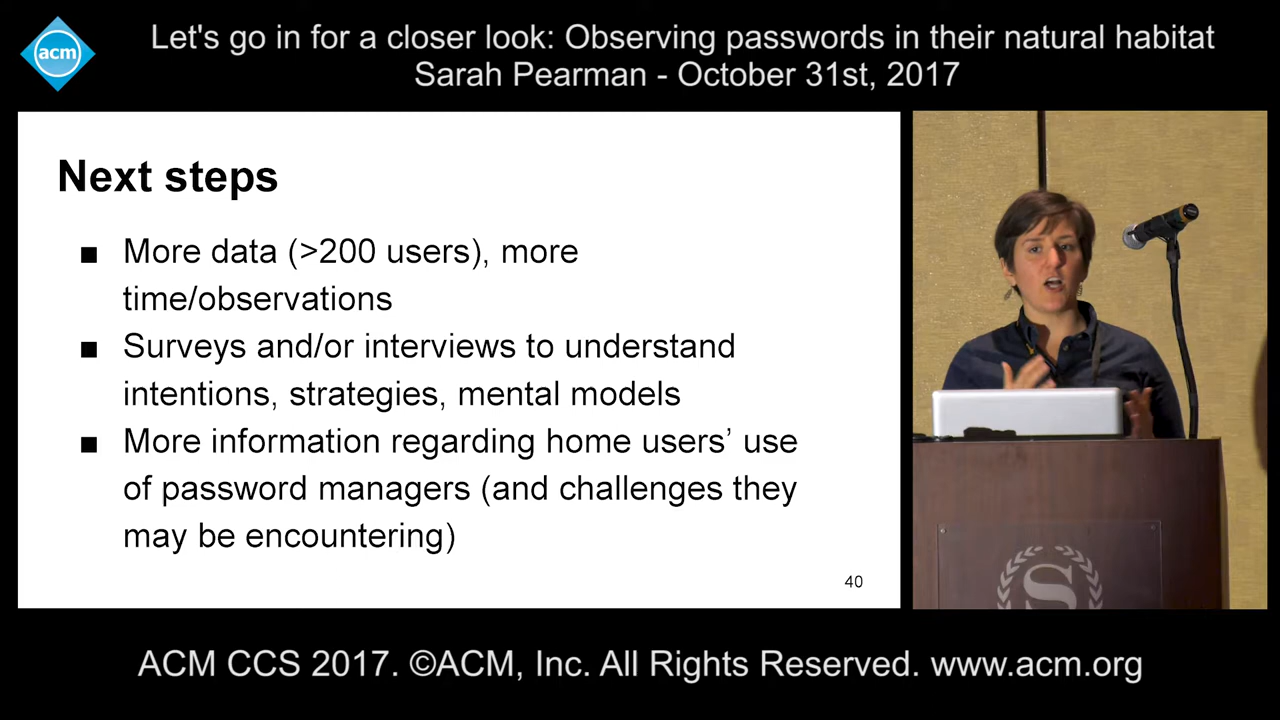 acm
Let's go in for a closer look: Observing passwords in their natural habitat
Sarah Pearman - October 31st, 2017
Next steps
■ More data (>200 users), more
time/observations
■ Surveys and/or interviews to understand
intentions, strategies, mental models
■ More information regarding home users’ use
of password managers (and challenges they
may be encountering)
40
S
ACM CCS 2017. ©ACM, Inc. All Rights Reserved. www.acm.org